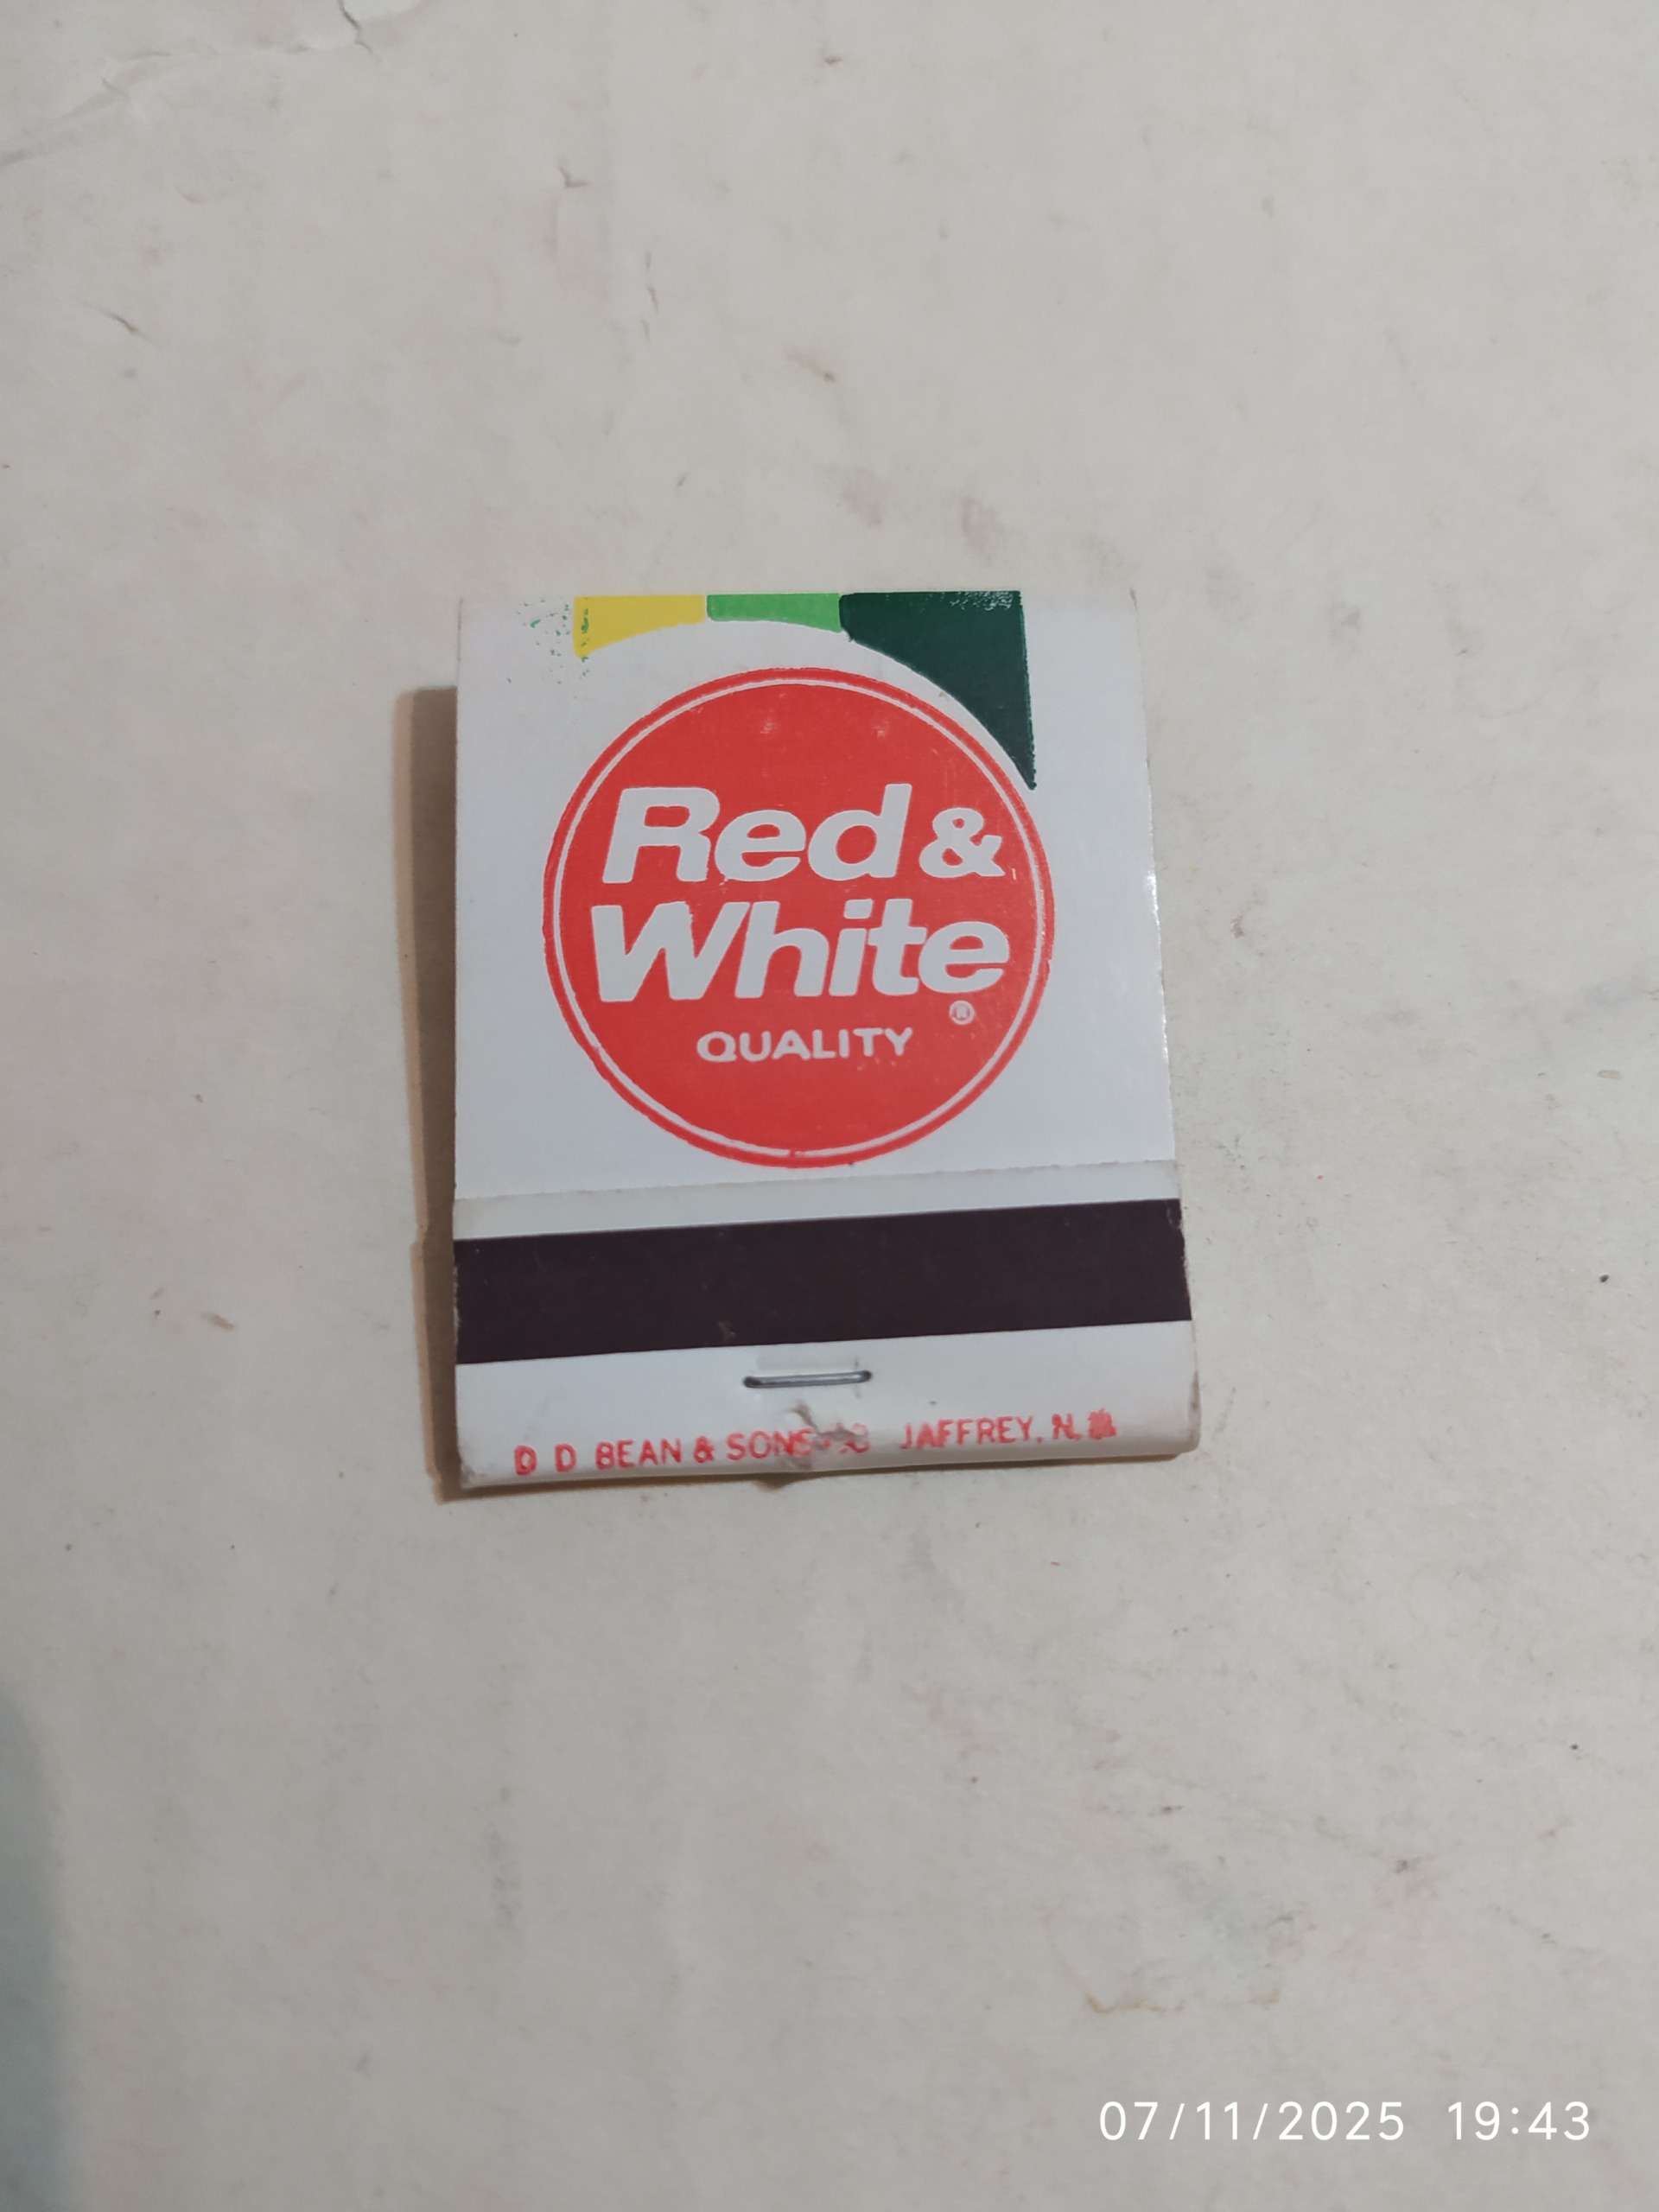 Red &
White
®
QUALITY
D D BEAN & SONS JAFFREY, N.
07/11/2025 19:43